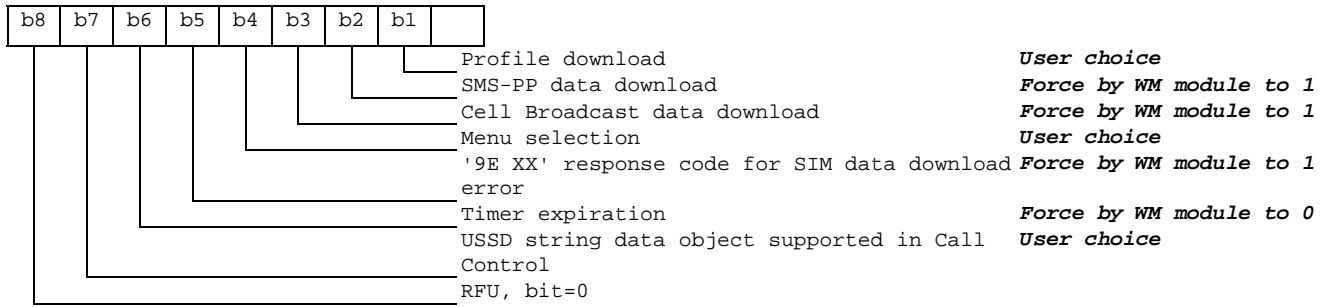 b8 b7 b6 b5 b4 b3 b2 b1
Profile download User choice
SMS-PP data download Force by WM module to 1
Cell Broadcast data download Force by WM module to 1
Menu selection User choice
'9E XX' response code for SIM data download Force by WM module to 1
error
Timer expiration Force by WM module to 0
USSD string data object supported in Call User choice
Control
RFU, bit=0